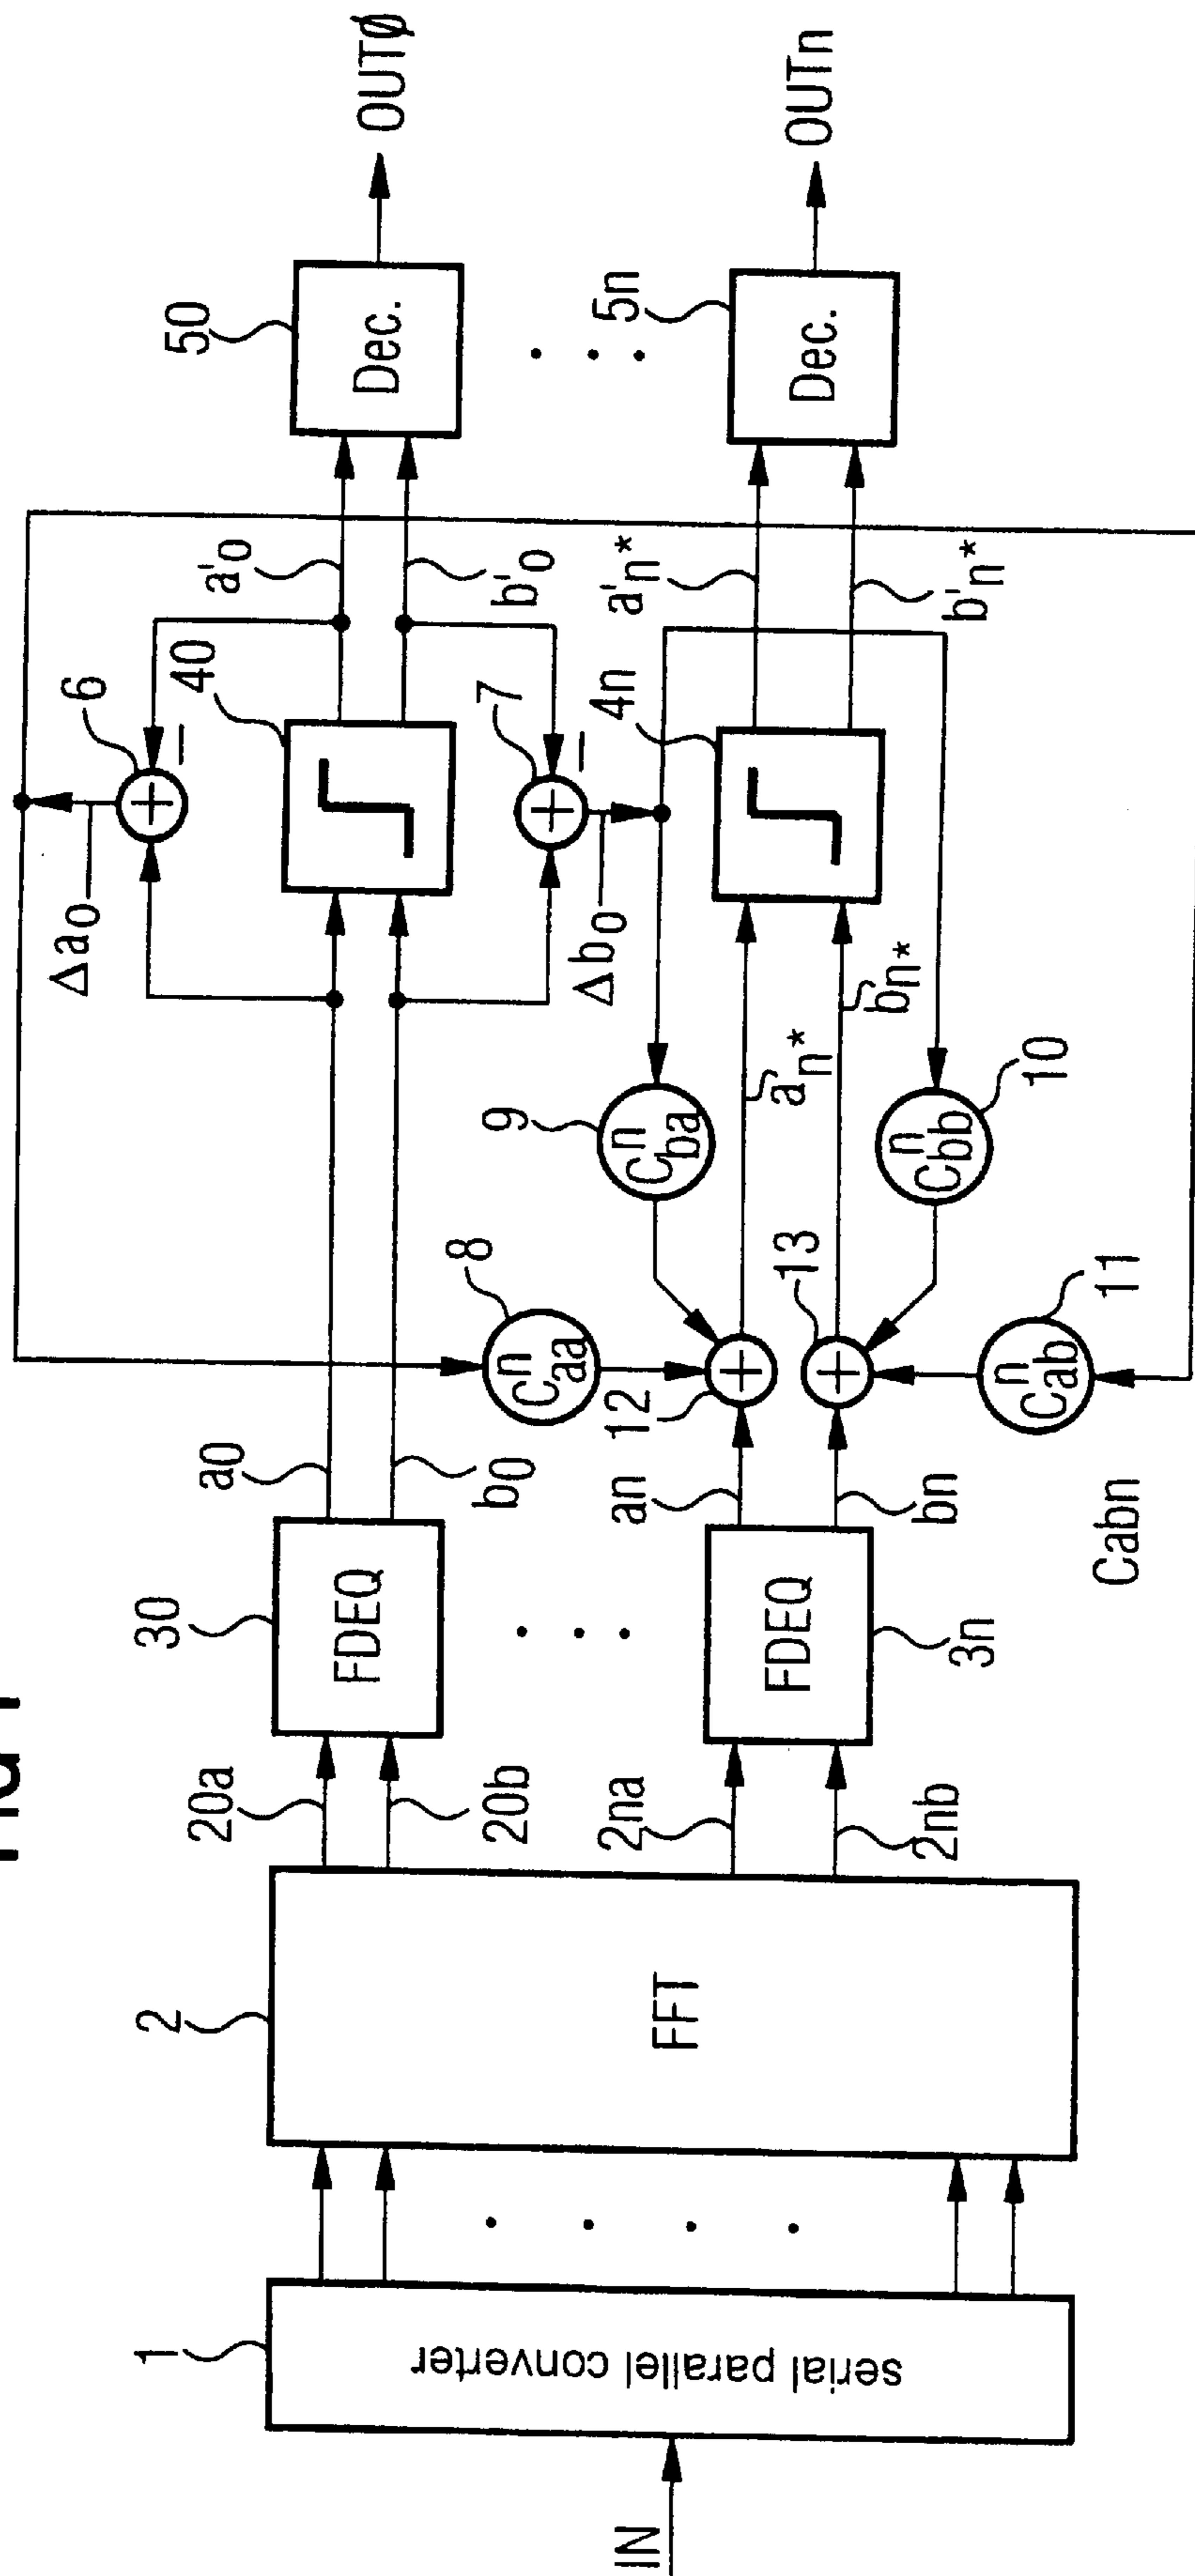 FIG 1
IN
1
serial parallel converter
2
FFT
20a
20b
2na
2nb
30
FDEQ
FDEQ
3n
a0
b0
an
bn
Cabn
8
C^n_aa
12
13
9
C^n_ba
C^n_bb
10
C^n_ab
11
an*
bn*
Δa0
6
+
−
40
Δb0
7
+
−
4n
a'0
b'0
a'n*
b'n*
50
Dec.
5n
Dec.
OUTØ
OUTn